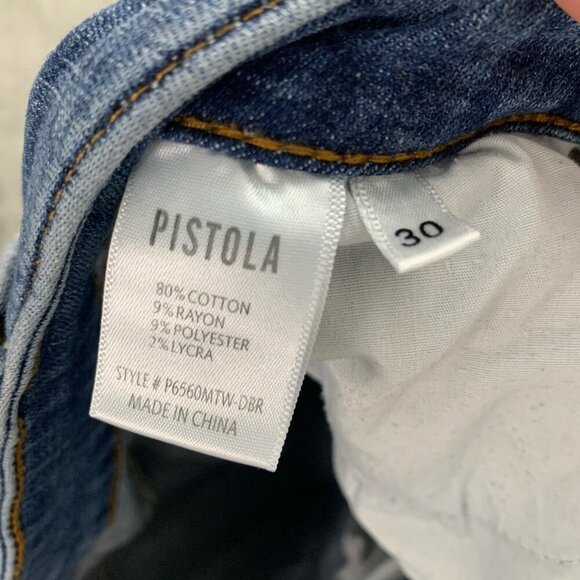 PISTOLA
80% COTTON
9% RAYON
9% POLYESTER
2% LYCRA
STYLE # P6560MTW-DBR
MADE IN CHINA
30